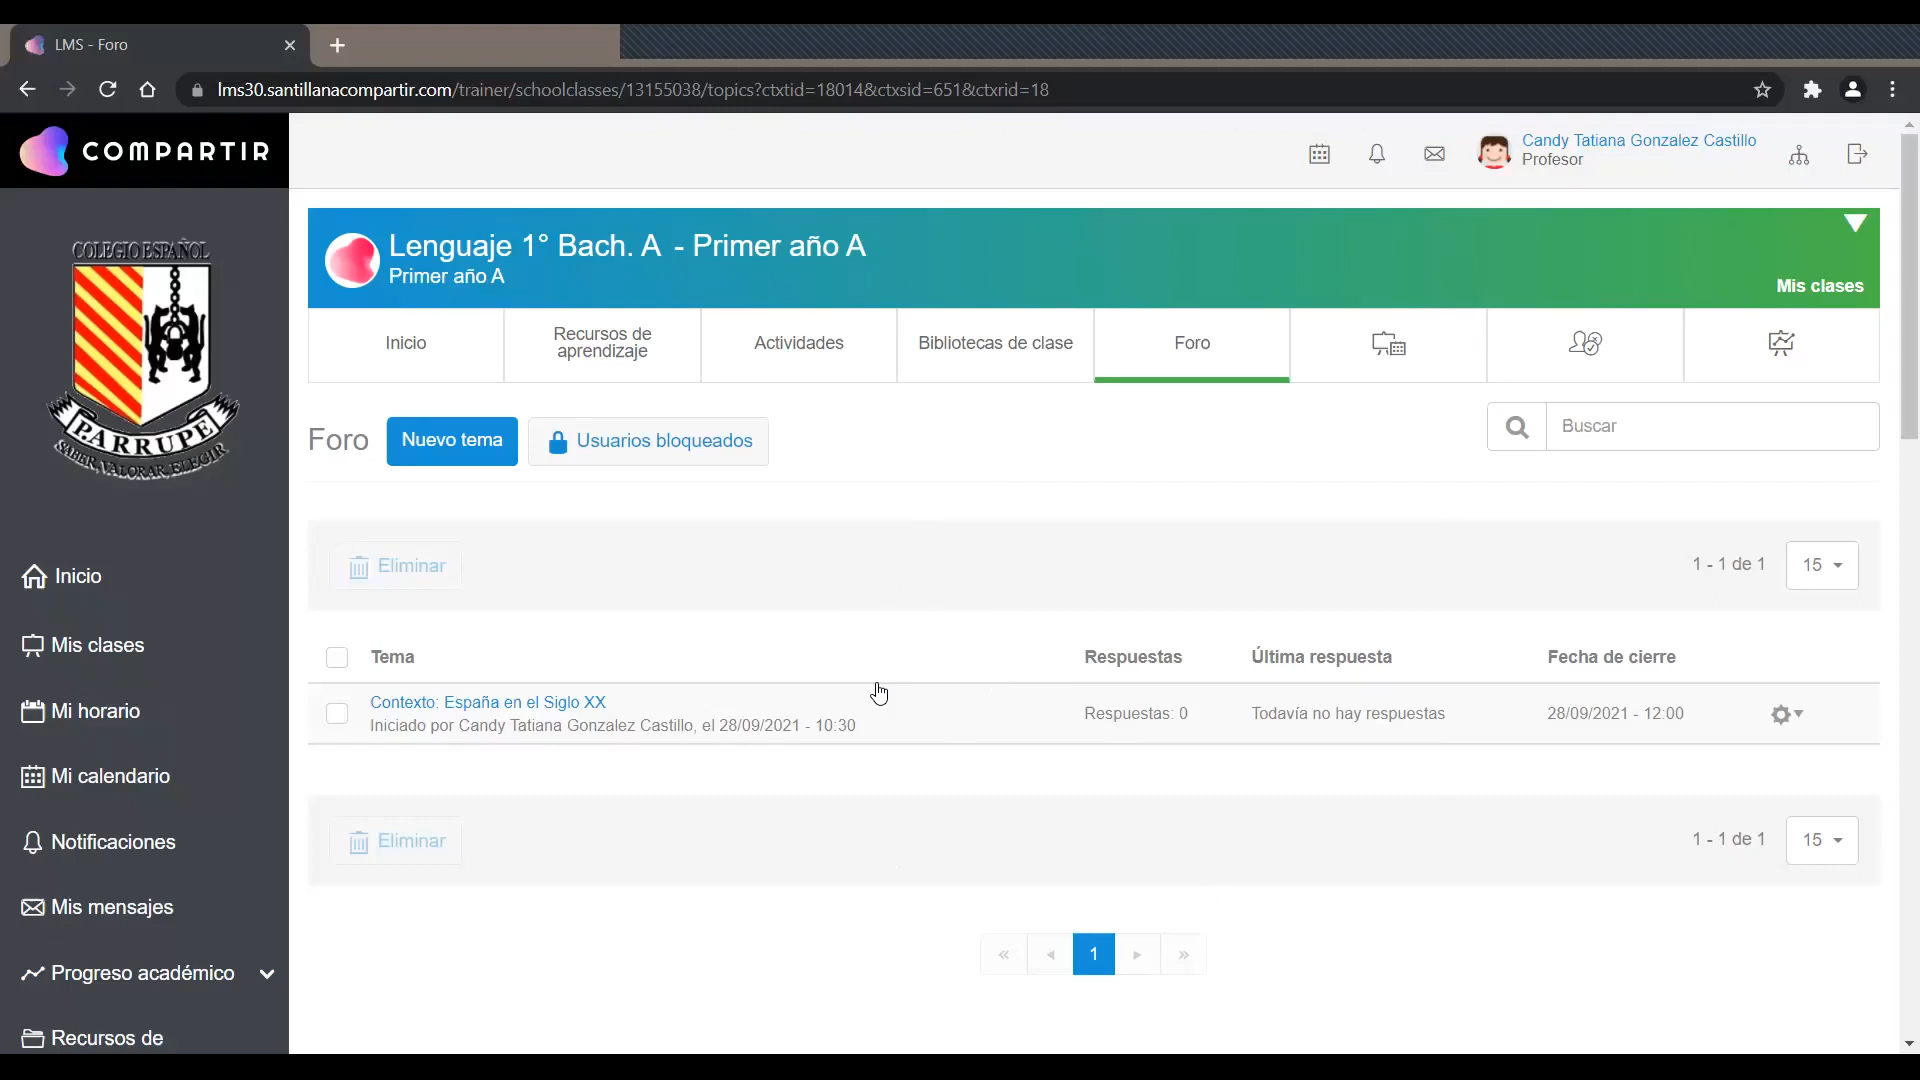 LMS - Foro
lms30.santillanacompartir.com/trainer/schoolclasses/13155038/topics?ctxtid=18014&ctxsid=651&ctxrid=18
COMPARTIR
Candy Tatiana Gonzalez Castillo
Profesor
COLEGIO ESPAÑOL
P.ARRUPE
SABER, VALORAR, ELEGIR
Lenguaje 1° Bach. A - Primer año A
Primer año A
Mis clases
Inicio
Recursos de
aprendizaje
Actividades
Bibliotecas de clase
Foro
Foro
Nuevo tema
Usuarios bloqueados
Buscar
Eliminar
1 - 1 de 1
15
Tema
Respuestas
Última respuesta
Fecha de cierre
Contexto: España en el Siglo XX
Iniciado por Candy Tatiana Gonzalez Castillo, el 28/09/2021 - 10:30
Respuestas: 0
Todavía no hay respuestas
28/09/2021 - 12:00
Eliminar
1 - 1 de 1
15
« ◂ 1 ▸ »
Inicio
Mis clases
Mi horario
Mi calendario
Notificaciones
Mis mensajes
Progreso académico
Recursos de